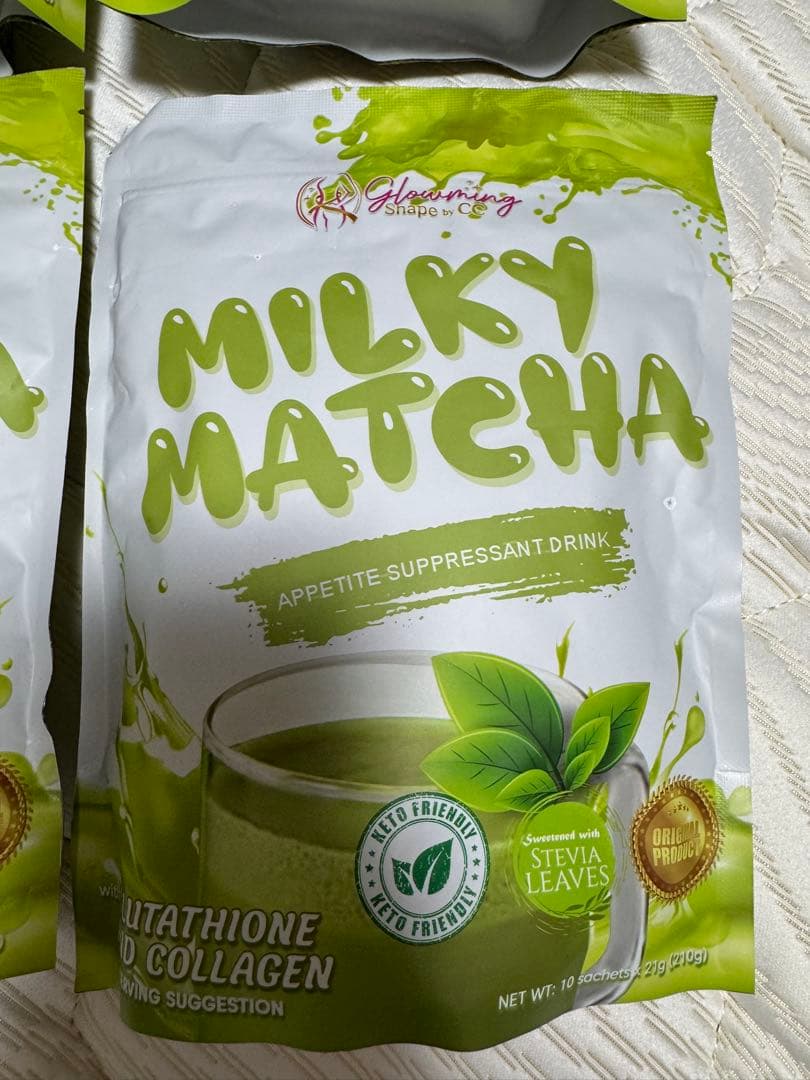 Glowming
Shape by CC
MILKY
MATCHA
APPETITE SUPPRESSANT DRINK
KETO FRIENDLY
KETO FRIENDLY
Sweetened with
STEVIA
LEAVES
ORIGINAL
PRODUCT
LUTATHIONE
ND COLLAGEN
RVING SUGGESTION
NET WT: 10 sachets x 21g (210g)
A